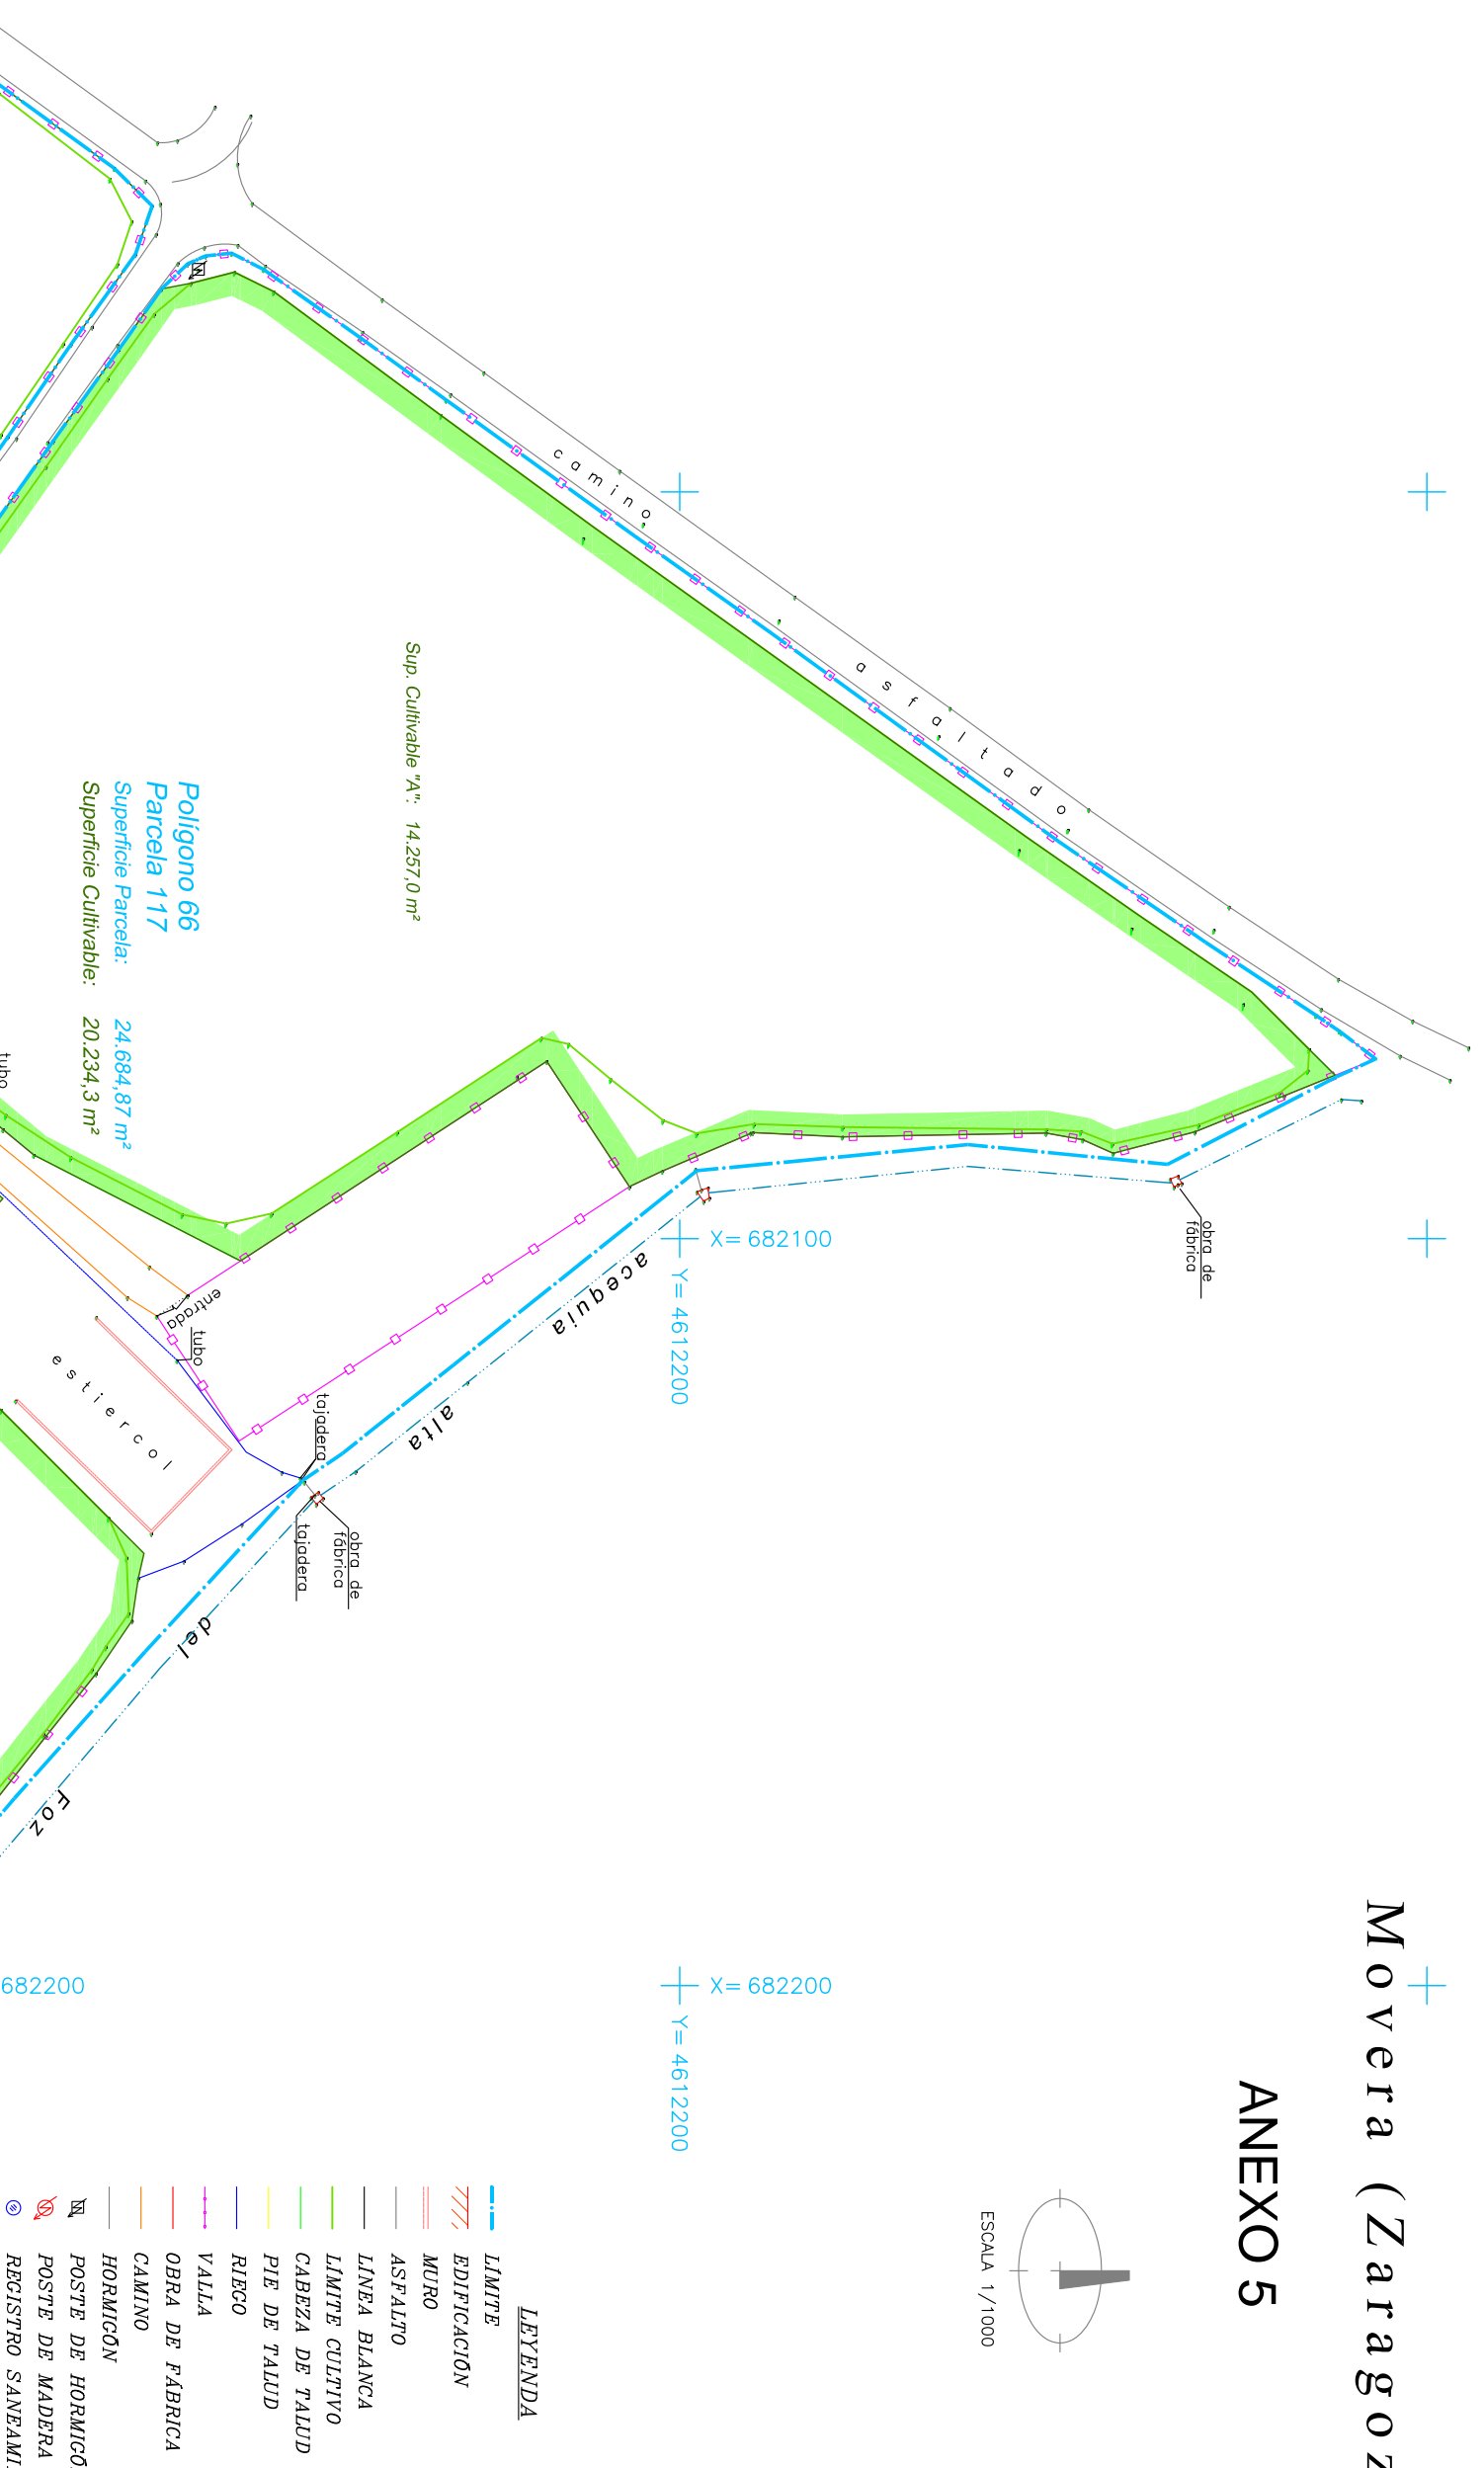 Movera (Zaragoz
ANEXO 5
ESCALA 1/1000
camino asfaltado
Sup. Cultivable "A": 14.257,0 m²
Polígono 66
Parcela 117
Superficie Parcela: 24.684,87 m²
Superficie Cultivable: 20.234,3 m²
obra de
fábrica
X= 682100
Y= 4612200
acequia alta del Foz
entrada
tubo
tubo
estiercol
tajadera
obra de
fábrica
tajadera
X= 682200
Y= 4612200
682200
LEYENDA
LÍMITE
EDIFICACIÓN
MURO
ASFALTO
LÍNEA BLANCA
LÍMITE CULTIVO
CABEZA DE TALUD
PIE DE TALUD
RIEGO
VALLA
OBRA DE FÁBRICA
CAMINO
HORMIGÓN
POSTE DE HORMIGÓ
POSTE DE MADERA
REGISTRO SANEAMI